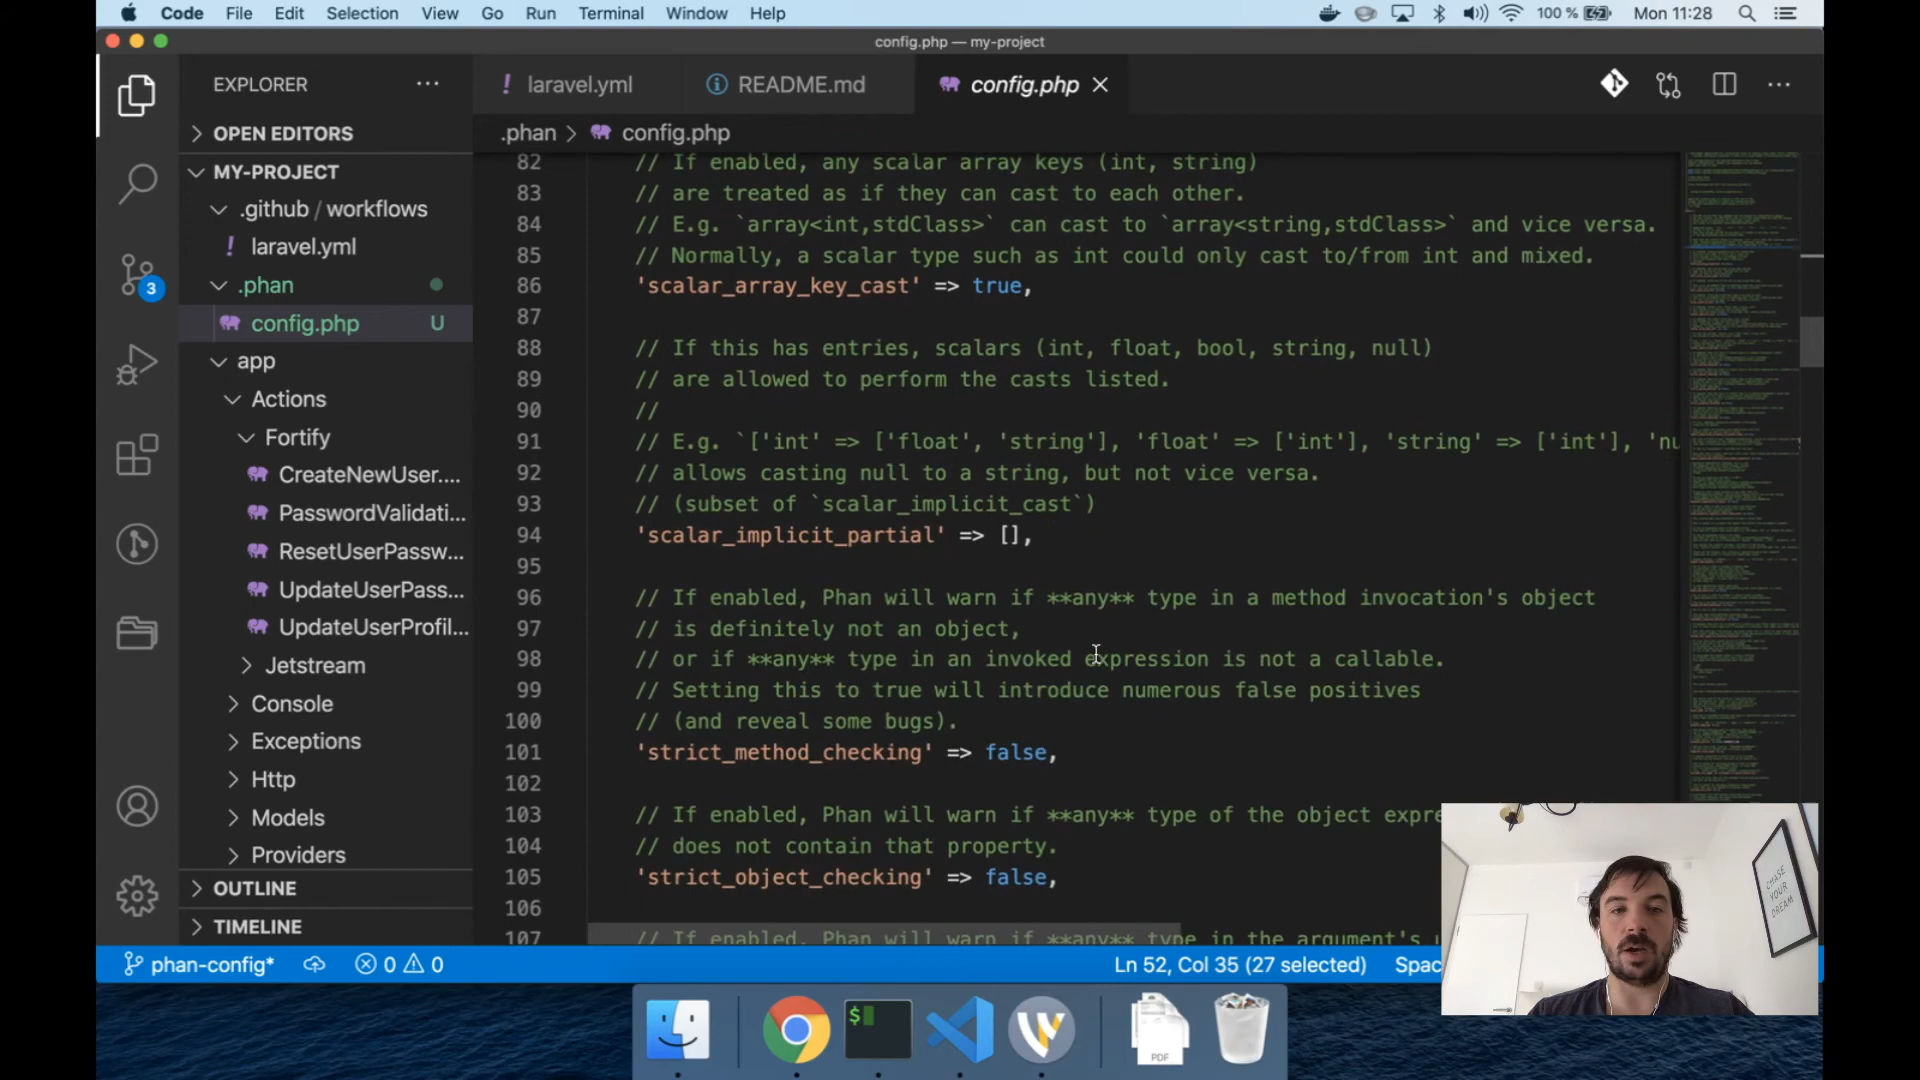 Code File Edit Selection View Go Run Terminal Window Help 100 % Mon 11:28
config.php — my-project
EXPLORER
laravel.yml
README.md
config.php
OPEN EDITORS
.phan > config.php
MY-PROJECT
.github / workflows
laravel.yml
.phan
config.php U
app
Actions
Fortify
CreateNewUser....
PasswordValidati...
ResetUserPassw...
UpdateUserPass...
UpdateUserProfil...
Jetstream
Console
Exceptions
Http
Models
Providers
OUTLINE
TIMELINE
3
82 // If enabled, any scalar array keys (int, string)
83 // are treated as if they can cast to each other.
84 // E.g. `array<int,stdClass>` can cast to `array<string,stdClass>` and vice versa.
85 // Normally, a scalar type such as int could only cast to/from int and mixed.
86 'scalar_array_key_cast' => true,
87
88 // If this has entries, scalars (int, float, bool, string, null)
89 // are allowed to perform the casts listed.
90 //
91 // E.g. `['int' => ['float', 'string'], 'float' => ['int'], 'string' => ['int'], 'nu
92 // allows casting null to a string, but not vice versa.
93 // (subset of `scalar_implicit_cast`)
94 'scalar_implicit_partial' => [],
95
96 // If enabled, Phan will warn if **any** type in a method invocation's object
97 // is definitely not an object,
98 // or if **any** type in an invoked expression is not a callable.
99 // Setting this to true will introduce numerous false positives
100 // (and reveal some bugs).
101 'strict_method_checking' => false,
102
103 // If enabled, Phan will warn if **any** type of the object expre
104 // does not contain that property.
105 'strict_object_checking' => false,
106
107 // If enabled, Phan will warn if **any** type in the argument's u
phan-config* 0 0 Ln 52, Col 35 (27 selected) Spac
CHASE
YOUR
DREAM
$
PDF